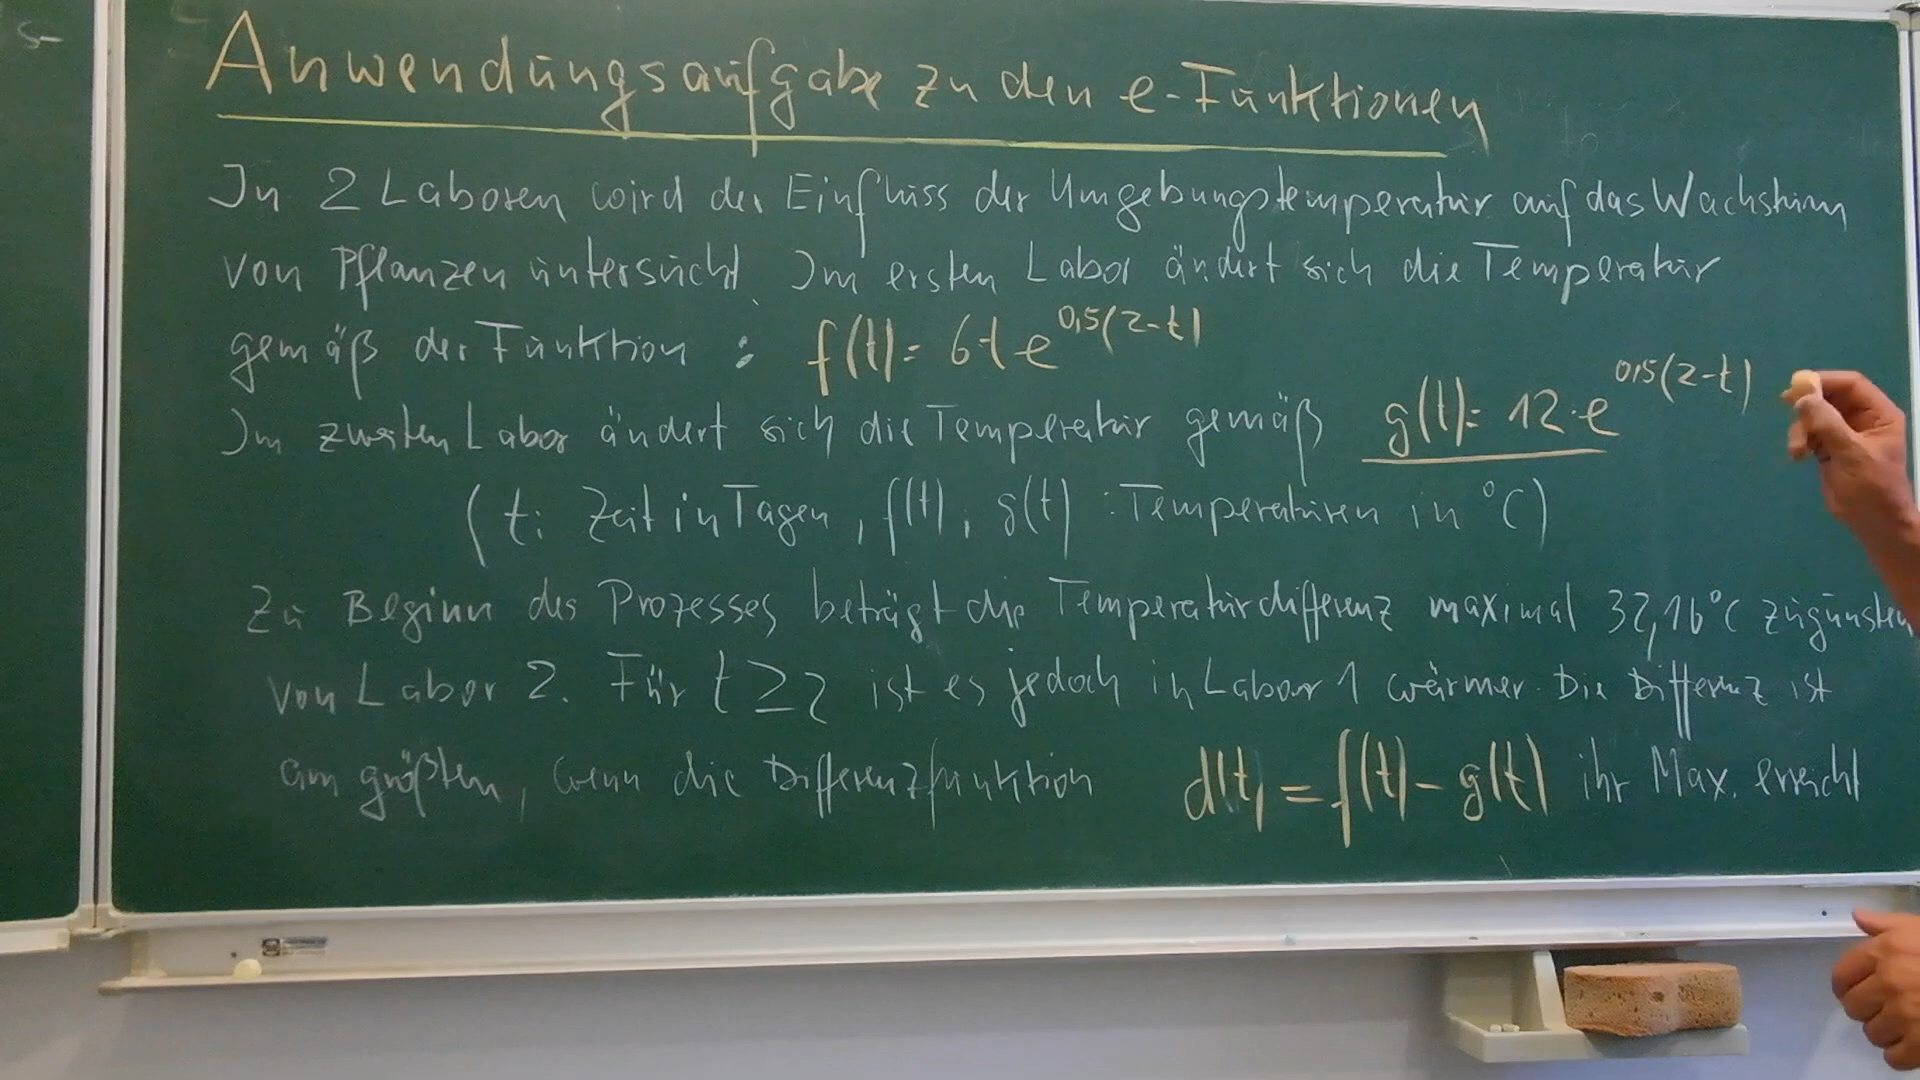 Anwendungsaufgabe zu den e-Funktionen
In 2 Laboren wird der Einfluss der Umgebungstemperatur auf das Wachstum
von Pflanzen untersucht. Im ersten Labor ändert sich die Temperatur
gemäß der Funktion : f(t) = 6t e^0,5(2-t)
Im zweiten Labor ändert sich die Temperatur gemäß g(t) = 12·e^0,5(2-t)
(t: Zeit in Tagen, f(t), g(t) : Temperaturen in °C)
Zu Beginn des Prozesses beträgt die Temperaturdifferenz maximal 32,16°C zugunsten
von Labor 2. Für t ≥ 2 ist es jedoch in Labor 1 wärmer. Die Differenz ist
am größten, wenn die Differenzfunktion d(t) = f(t) - g(t) ihr Max. erreicht